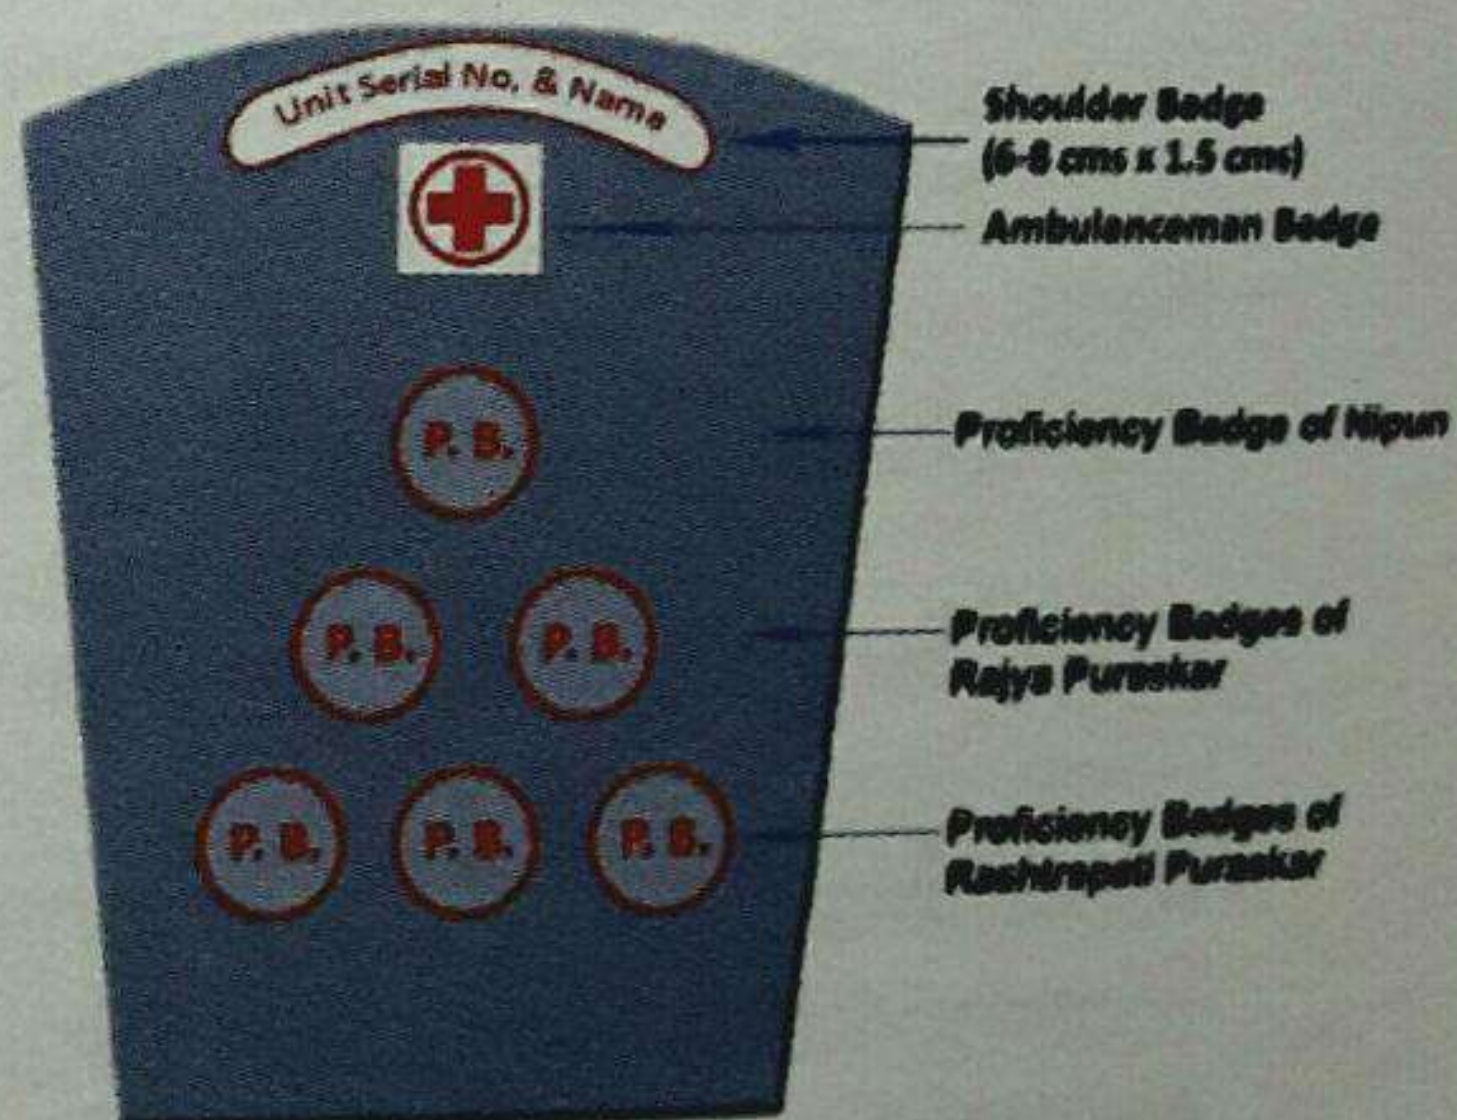 Unit Serial No. & Name
Shoulder Badge
(6-8 cms x 1.5 cms)
Ambulanceman Badge
P. B.
Proficiency Badge of Nipun
P. B. P. B.
Proficiency Badges of
Rajya Puraskar
P. B. P. B. P. B.
Proficiency Badges of
Rashtrapati Puraskar